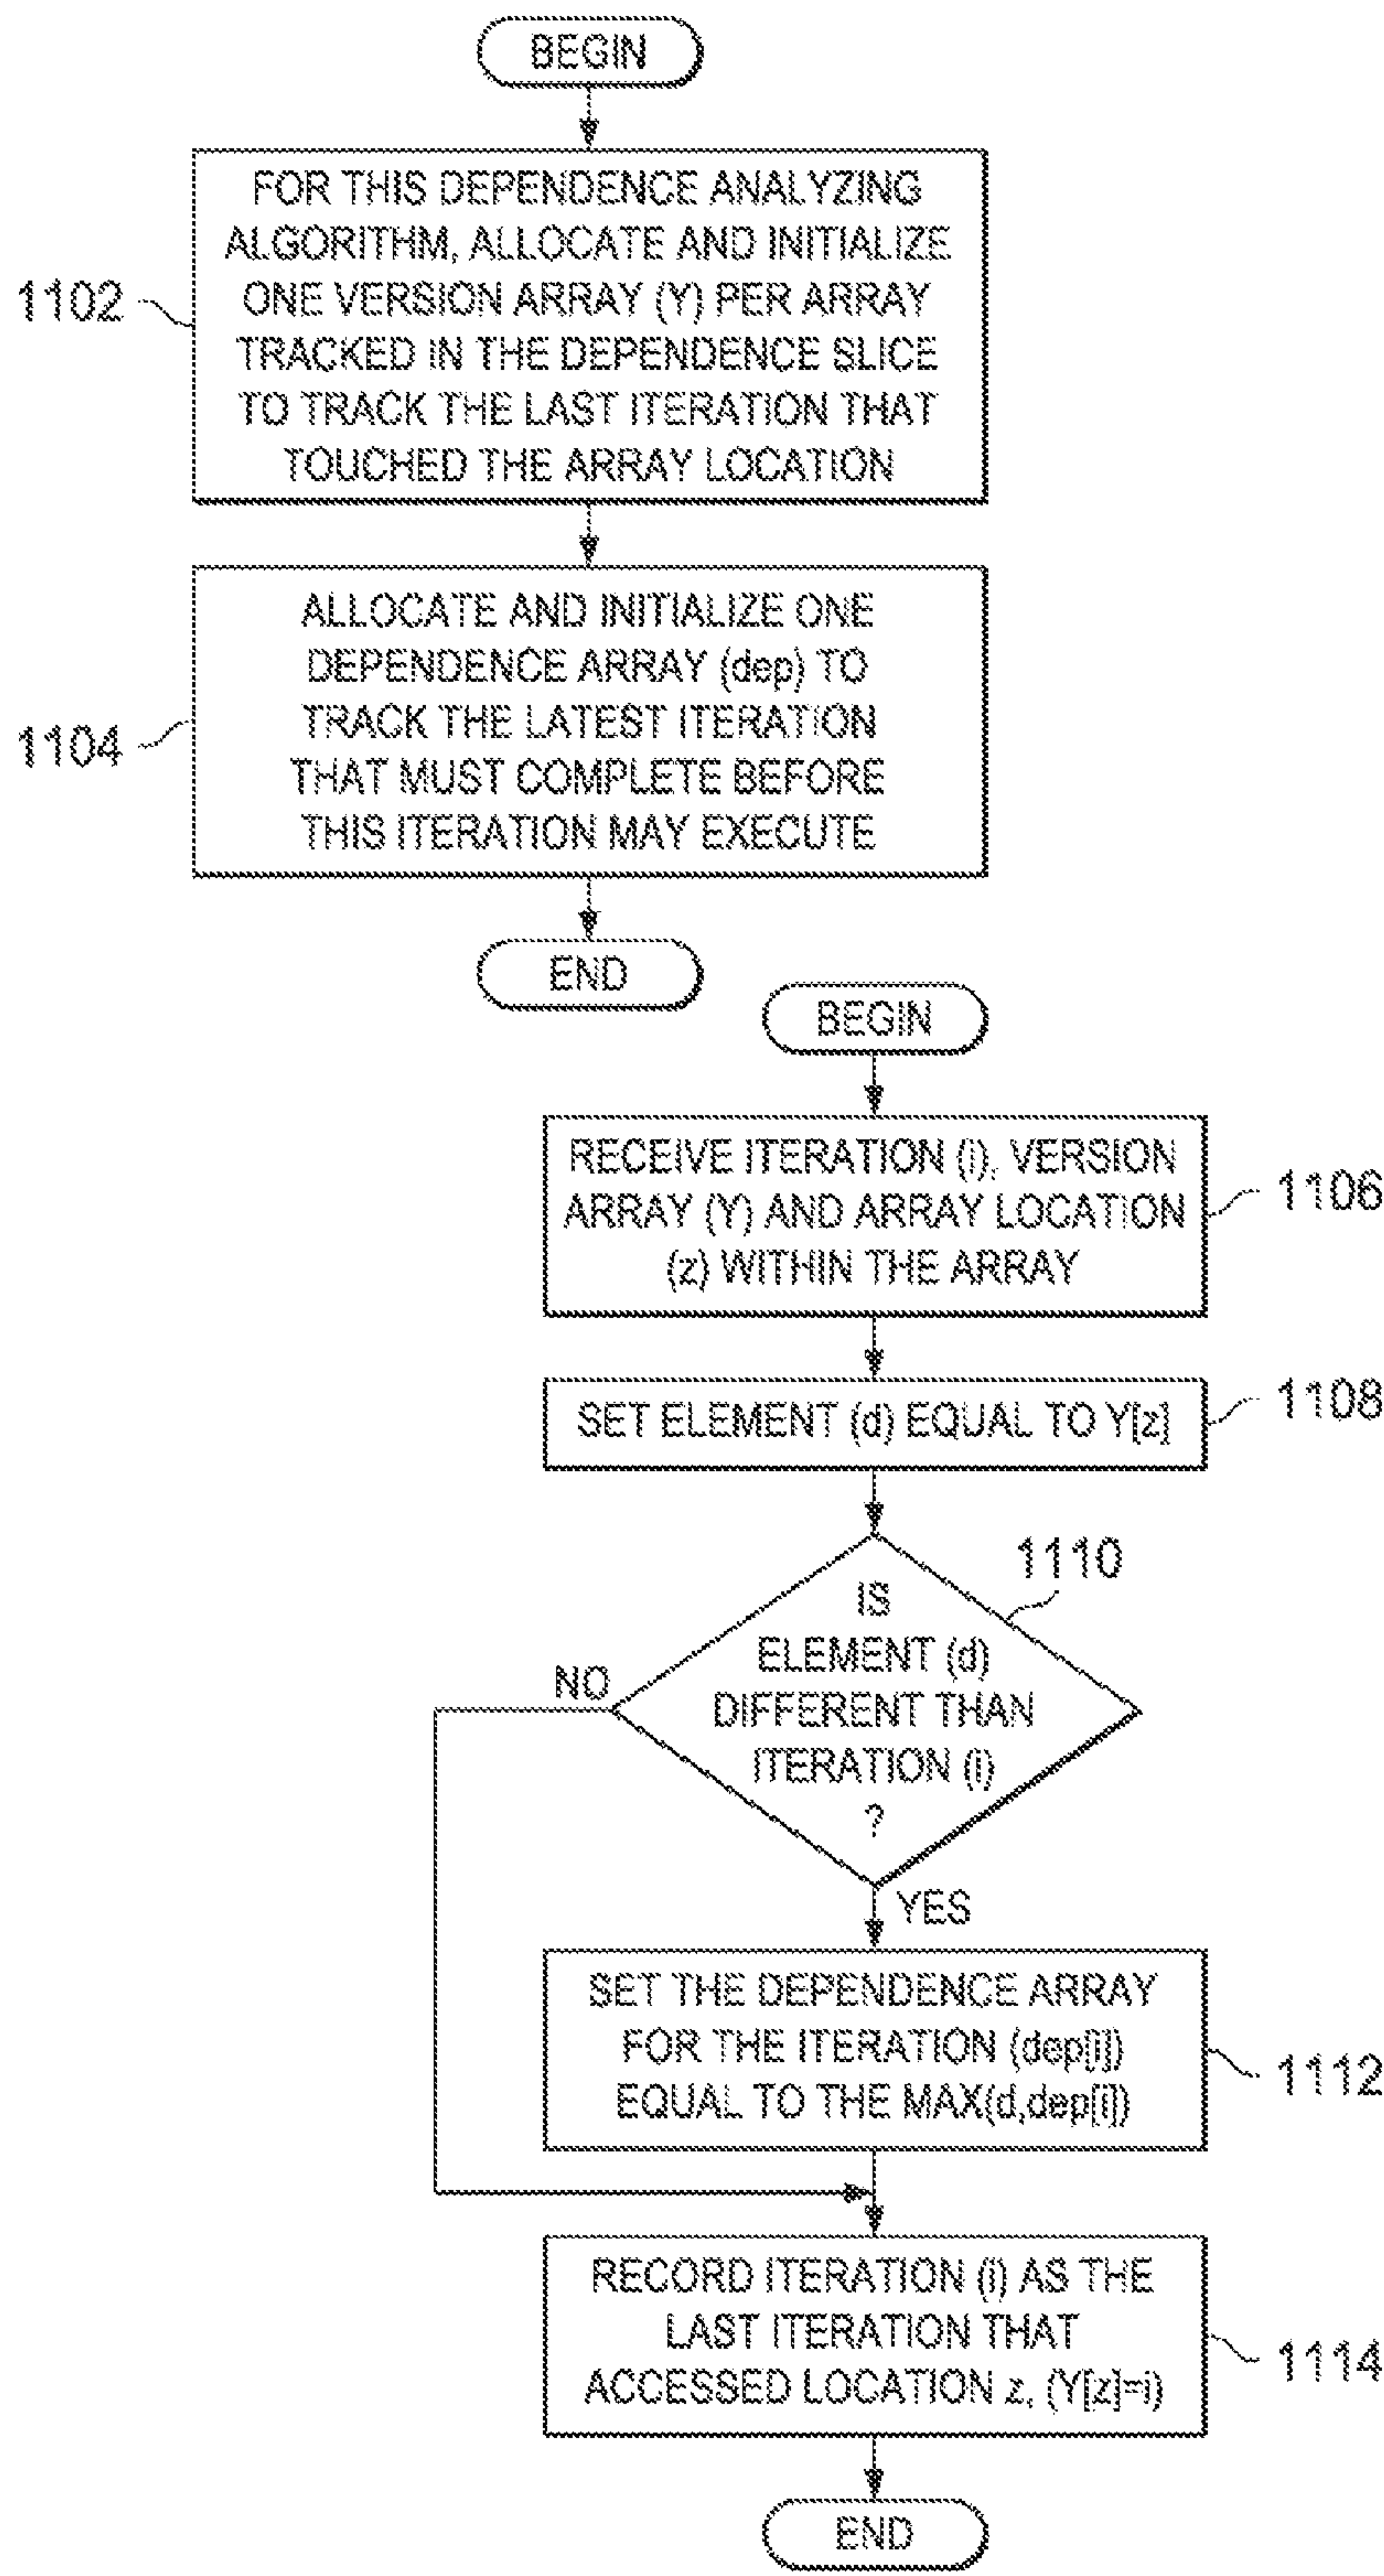 BEGIN
FOR THIS DEPENDENCE ANALYZING
ALGORITHM, ALLOCATE AND INITIALIZE
ONE VERSION ARRAY (Y) PER ARRAY
TRACKED IN THE DEPENDENCE SLICE
TO TRACK THE LAST ITERATION THAT
TOUCHED THE ARRAY LOCATION
1102
ALLOCATE AND INITIALIZE ONE
DEPENDENCE ARRAY (dep) TO
TRACK THE LATEST ITERATION
THAT MUST COMPLETE BEFORE
THIS ITERATION MAY EXECUTE
1104
END
BEGIN
RECEIVE ITERATION (i), VERSION
ARRAY (Y) AND ARRAY LOCATION
(z) WITHIN THE ARRAY
1106
SET ELEMENT (d) EQUAL TO Y[z]
1108
1110
IS
ELEMENT (d)
DIFFERENT THAN
ITERATION (i)
?
NO
YES
SET THE DEPENDENCE ARRAY
FOR THE ITERATION (dep[i])
EQUAL TO THE MAX(d,dep[i])
1112
RECORD ITERATION (i) AS THE
LAST ITERATION THAT
ACCESSED LOCATION z, (Y[z]=i)
1114
END